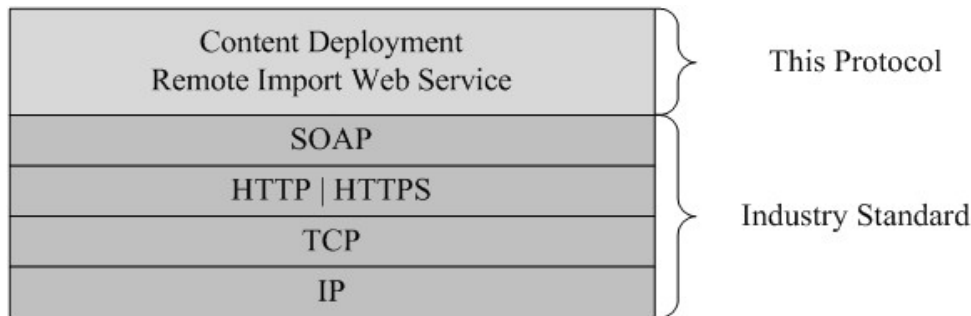 Content Deployment
Remote Import Web Service
This Protocol
SOAP
HTTP | HTTPS
TCP
IP
Industry Standard